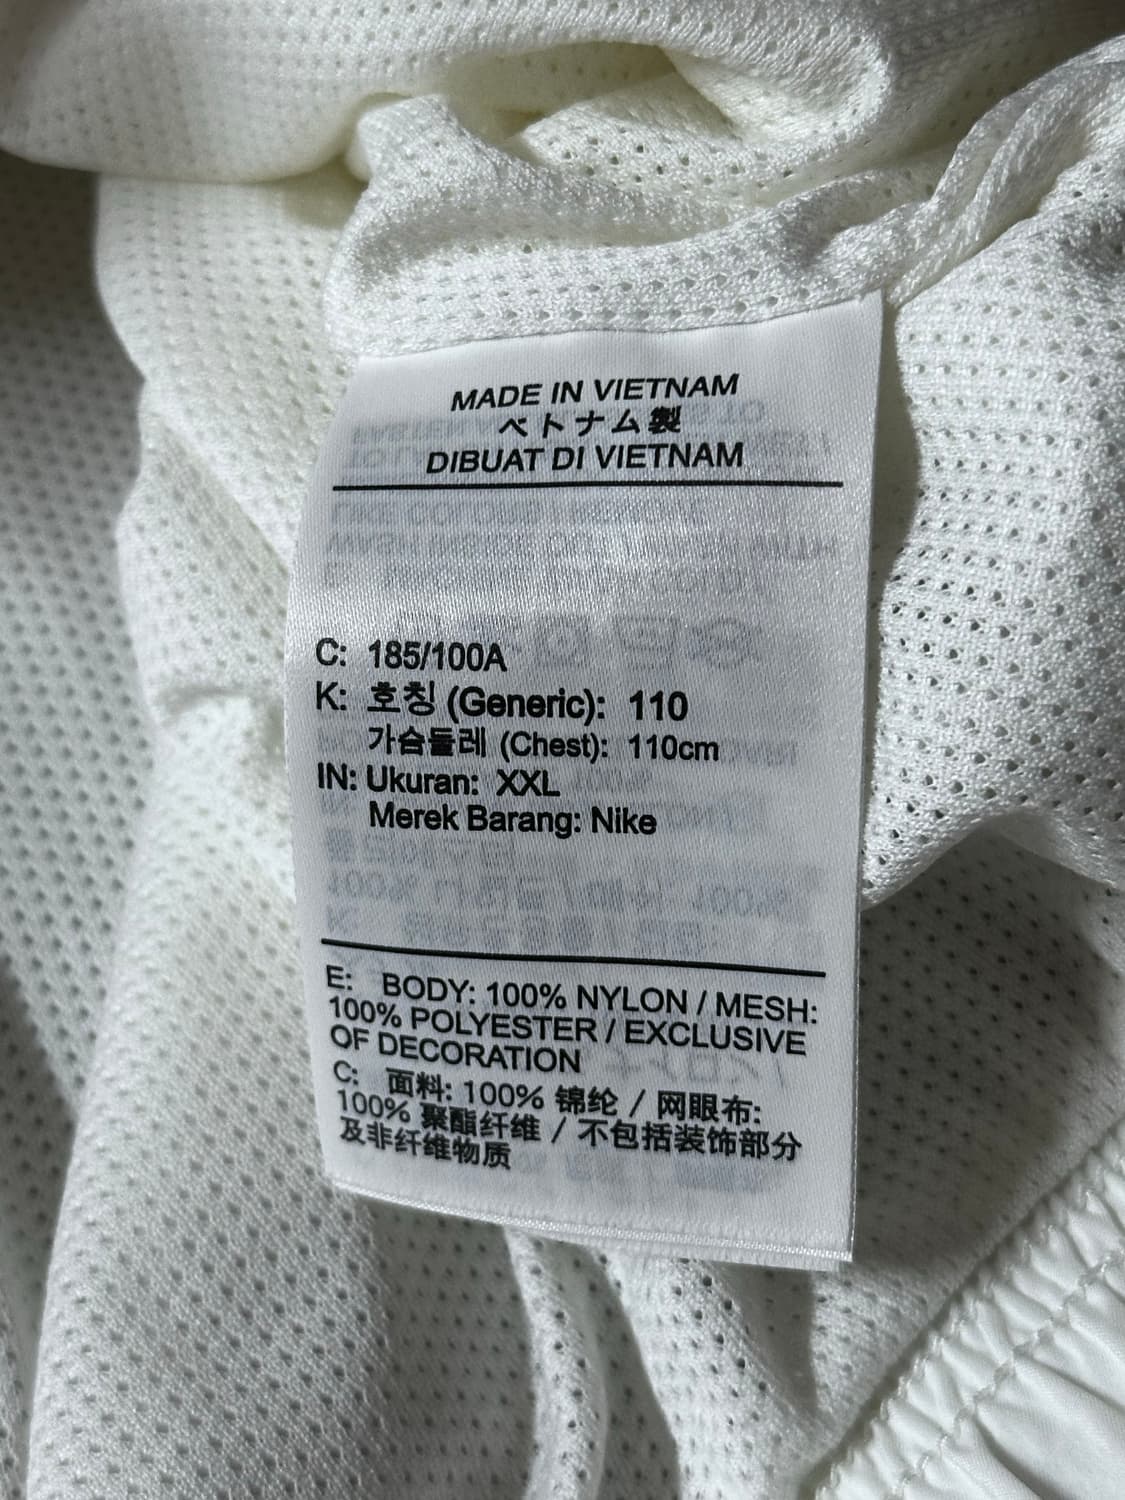 MADE IN VIETNAM
ベトナム製
DIBUAT DI VIETNAM
C: 185/100A
K: 호칭 (Generic): 110
가슴둘레 (Chest): 110cm
IN: Ukuran: XXL
Merek Barang: Nike
E: BODY: 100% NYLON / MESH:
100% POLYESTER / EXCLUSIVE
OF DECORATION
C: 面料: 100% 锦纶 / 网眼布:
100% 聚酯纤维 / 不包括装饰部分
及非纤维物质